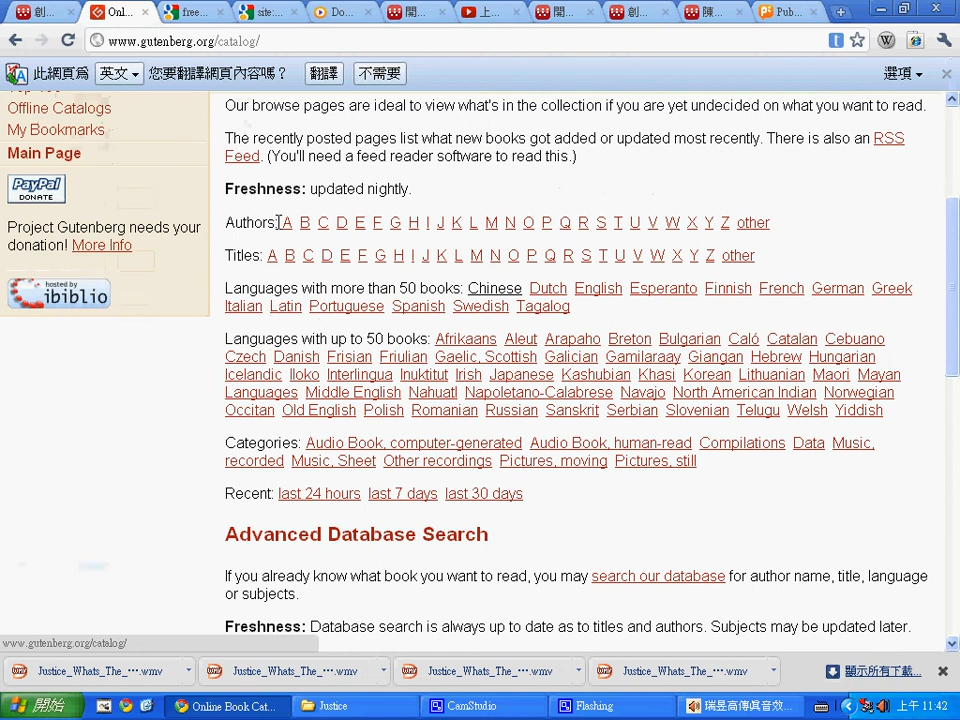 創...
Onl...
free...
site:...
Do...
開...
上...
開...
創...
陳...
Pub...
www.gutenberg.org/catalog/
此網頁為 英文 您要翻譯網頁內容嗎？ 翻譯 不需要 選項
Offline Catalogs
My Bookmarks
Main Page
PayPal
DONATE
Project Gutenberg needs your
donation! More Info
hosted by
ibiblio
Our browse pages are ideal to view what's in the collection if you are yet undecided on what you want to read.
The recently posted pages list what new books got added or updated most recently. There is also an RSS
Feed. (You'll need a feed reader software to read this.)
Freshness: updated nightly.
Authors: A B C D E F G H I J K L M N O P Q R S T U V W X Y Z other
Titles: A B C D E F G H I J K L M N O P Q R S T U V W X Y Z other
Languages with more than 50 books: Chinese Dutch English Esperanto Finnish French German Greek
Italian Latin Portuguese Spanish Swedish Tagalog
Languages with up to 50 books: Afrikaans Aleut Arapaho Breton Bulgarian Caló Catalan Cebuano
Czech Danish Frisian Friulian Gaelic, Scottish Galician Gamilaraay Giangan Hebrew Hungarian
Icelandic Iloko Interlingua Inuktitut Irish Japanese Kashubian Khasi Korean Lithuanian Maori Mayan
Languages Middle English Nahuatl Napoletano-Calabrese Navajo North American Indian Norwegian
Occitan Old English Polish Romanian Russian Sanskrit Serbian Slovenian Telugu Welsh Yiddish
Categories: Audio Book, computer-generated Audio Book, human-read Compilations Data Music,
recorded Music, Sheet Other recordings Pictures, moving Pictures, still
Recent: last 24 hours last 7 days last 30 days
Advanced Database Search
If you already know what book you want to read, you may search our database for author name, title, language
or subjects.
Freshness: Database search is always up to date as to titles and authors. Subjects may be updated later.
www.gutenberg.org/catalog/
Justice_Whats_The_....wmv
Justice_Whats_The_....wmv
Justice_Whats_The_....wmv
Justice_Whats_The_....wmv
顯示所有下載...
開始
Online Book Cat...
Justice
CamStudio
Flashing
瑞昱高傳真音效...
上午 11:42